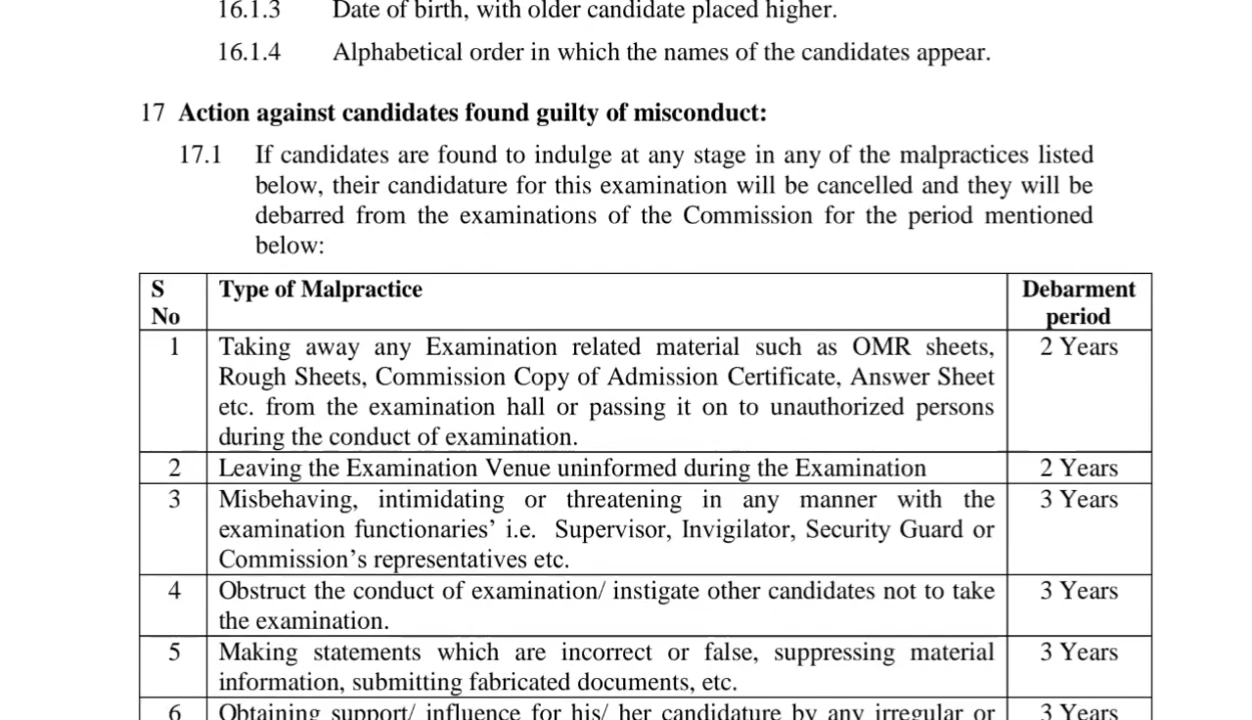 16.1.3 Date of birth, with older candidate placed higher.
16.1.4 Alphabetical order in which the names of the candidates appear.
17 Action against candidates found guilty of misconduct:
17.1 If candidates are found to indulge at any stage in any of the malpractices listed
below, their candidature for this examination will be cancelled and they will be
debarred from the examinations of the Commission for the period mentioned
below:
S Type of Malpractice Debarment
No period
1 Taking away any Examination related material such as OMR sheets, 2 Years
Rough Sheets, Commission Copy of Admission Certificate, Answer Sheet
etc. from the examination hall or passing it on to unauthorized persons
during the conduct of examination.
2 Leaving the Examination Venue uninformed during the Examination 2 Years
3 Misbehaving, intimidating or threatening in any manner with the 3 Years
examination functionaries’ i.e. Supervisor, Invigilator, Security Guard or
Commission’s representatives etc.
4 Obstruct the conduct of examination/ instigate other candidates not to take 3 Years
the examination.
5 Making statements which are incorrect or false, suppressing material 3 Years
information, submitting fabricated documents, etc.
6 Obtaining support/ influence for his/ her candidature by any irregular or 3 Years